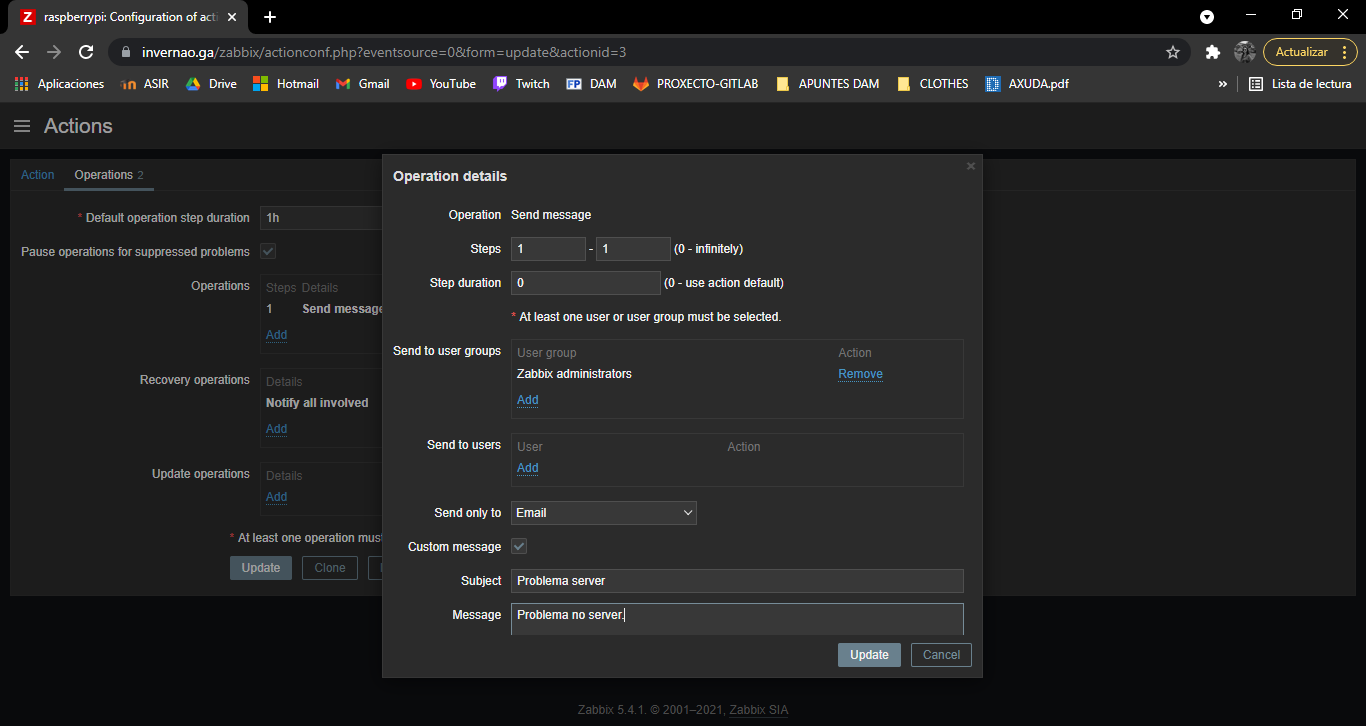 raspberrypi: Configuration of acti
invernao.ga/zabbix/actionconf.php?eventsource=0&form=update&actionid=3
Actualizar
Aplicaciones ASIR Drive Hotmail Gmail YouTube Twitch FP DAM PROXECTO-GITLAB APUNTES DAM CLOTHES AXUDA.pdf » Lista de lectura
Actions
Action Operations 2
* Default operation step duration 1h
Pause operations for suppressed problems
Operations Steps Details
1 Send message
Add
Recovery operations Details
Notify all involved
Add
Update operations Details
Add
* At least one operation must
Update Clone
Operation details
Operation Send message
Steps 1 - 1 (0 - infinitely)
Step duration 0 (0 - use action default)
* At least one user or user group must be selected.
Send to user groups User group Action
Zabbix administrators Remove
Add
Send to users User Action
Add
Send only to Email
Custom message
Subject Problema server
Message Problema no server.
Update Cancel
Zabbix 5.4.1. © 2001–2021, Zabbix SIA